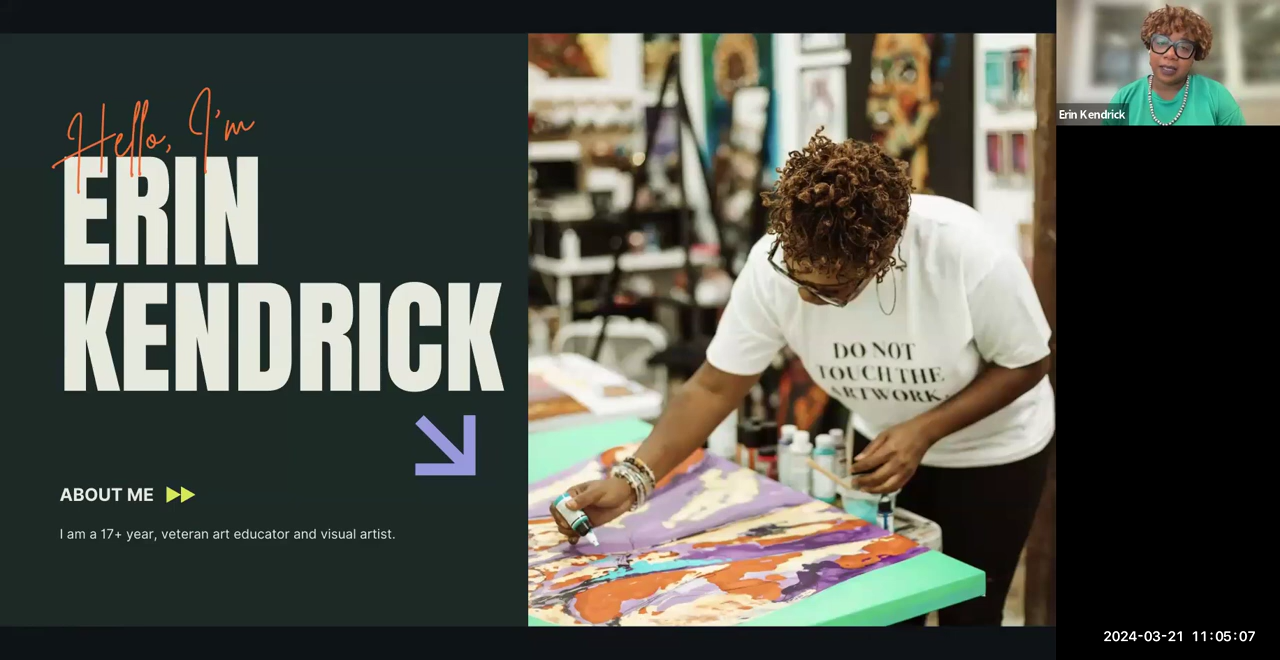 Hello, I'm
ERIN
KENDRICK
ABOUT ME
I am a 17+ year, veteran art educator and visual artist.
DO NOT
TOUCH THE
ARTWORK.
Erin Kendrick
2024-03-21 11:05:07